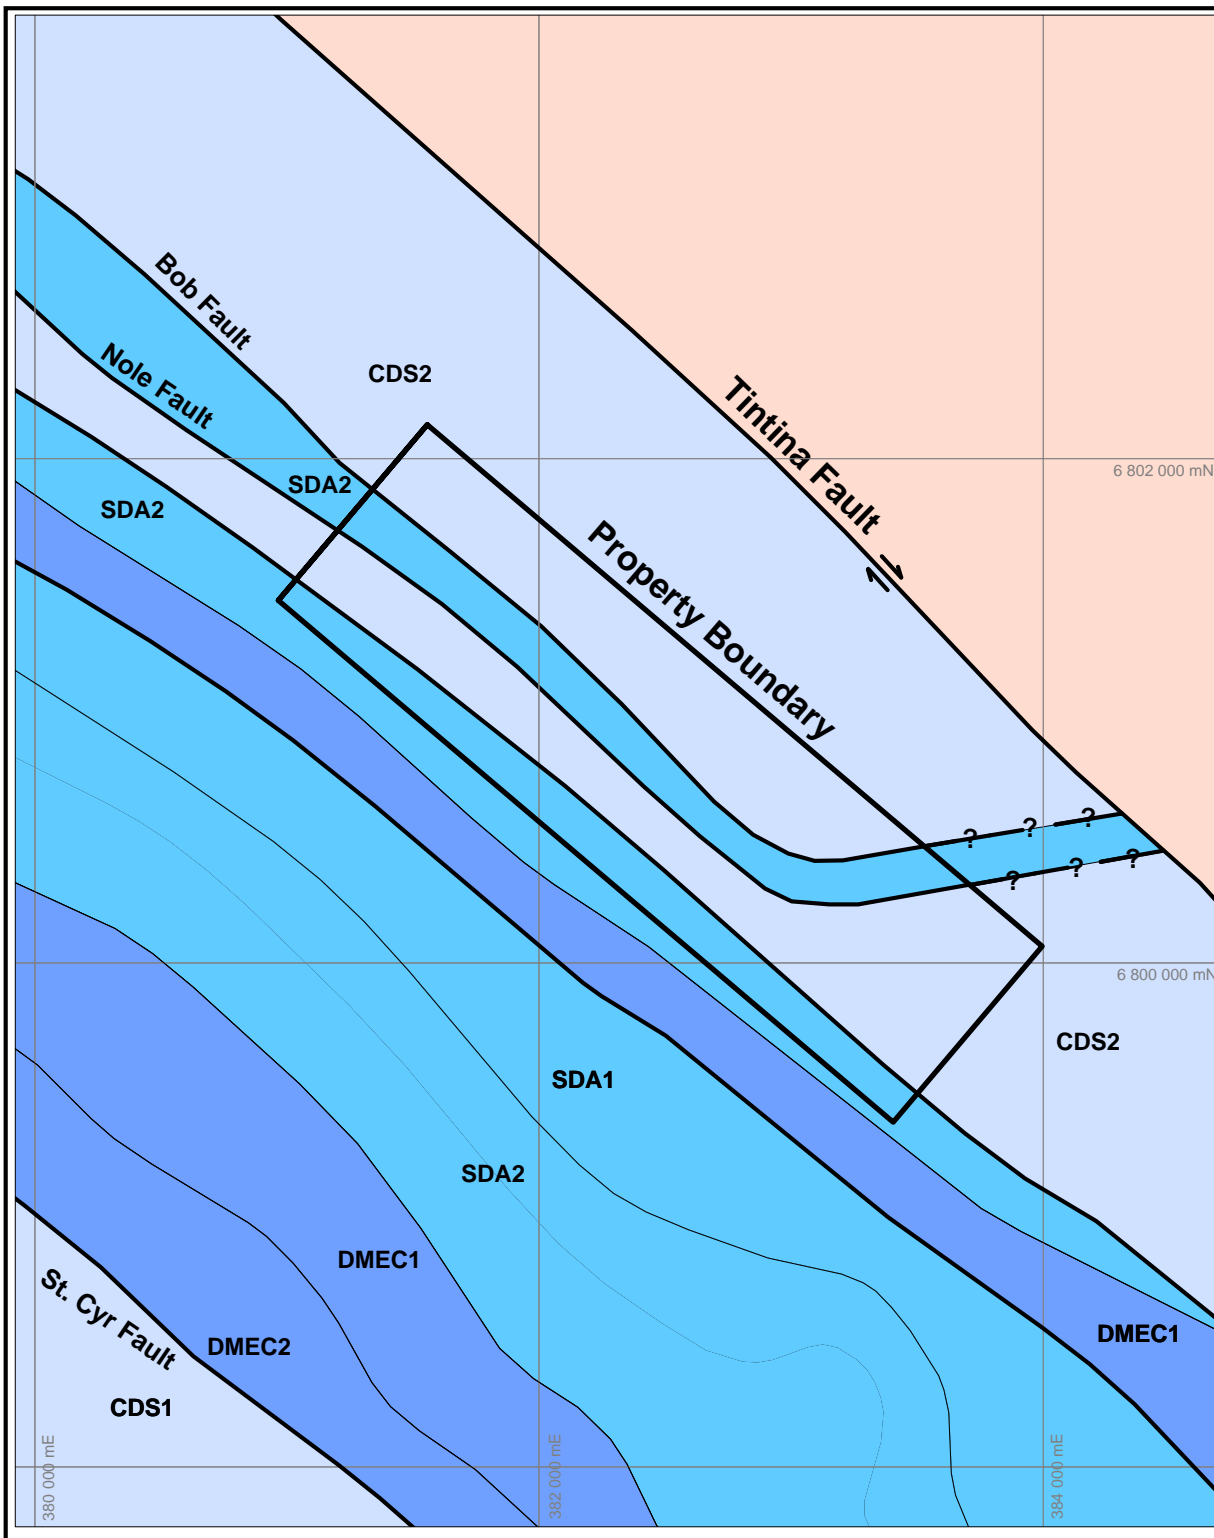 Bob Fault
Nole Fault
CDS2
Tintina Fault
6 802 000 mN
SDA2
SDA2
Property Boundary
?
?
?
?
?
?
6 800 000 mN
CDS2
SDA1
SDA2
DMEC1
St. Cyr Fault
DMEC2
DMEC1
CDS1
380 000 mE
382 000 mE
384 000 mE